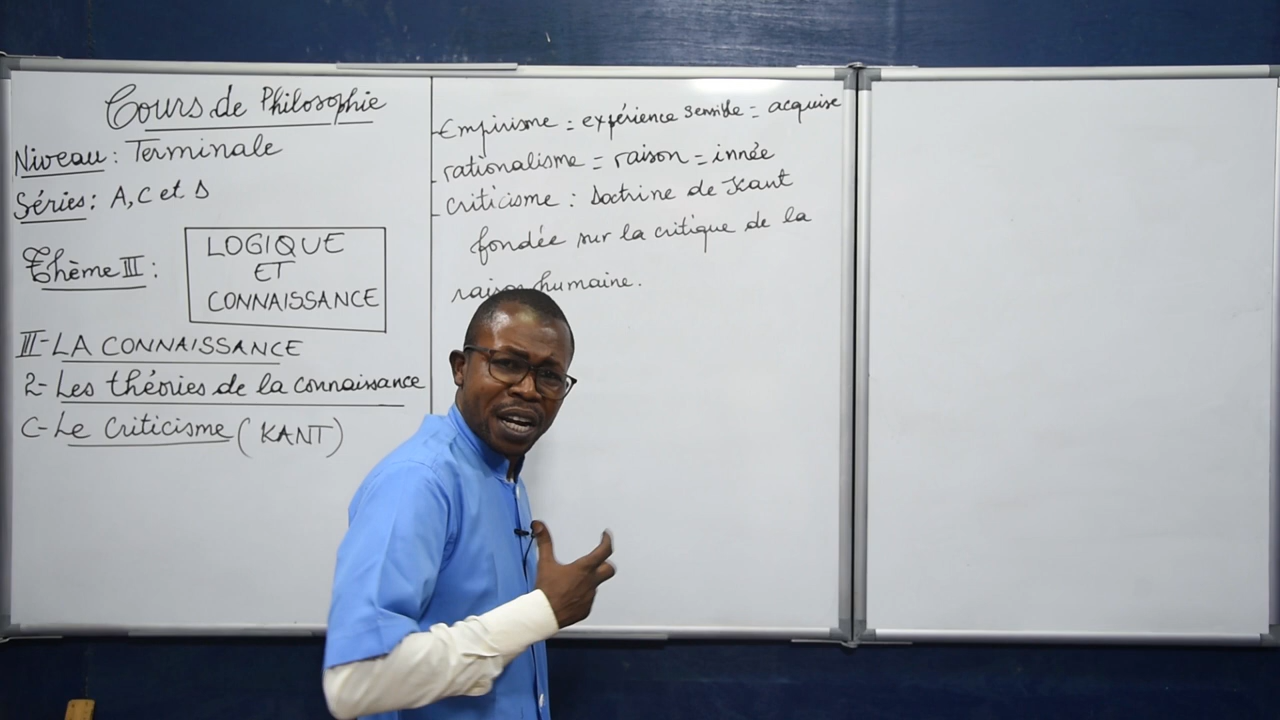 Cours de Philosophie
Niveau : Terminale
Séries : A, C et D
Thème III :
LOGIQUE
ET
CONNAISSANCE
III- LA CONNAISSANCE
2- Les théories de la connaissance
C- Le Criticisme (KANT)
- Empirisme = expérience sensible = acquise
- rationalisme = raison = innée
- criticisme : Doctrine de Kant
fondée sur la critique de la
raison humaine.